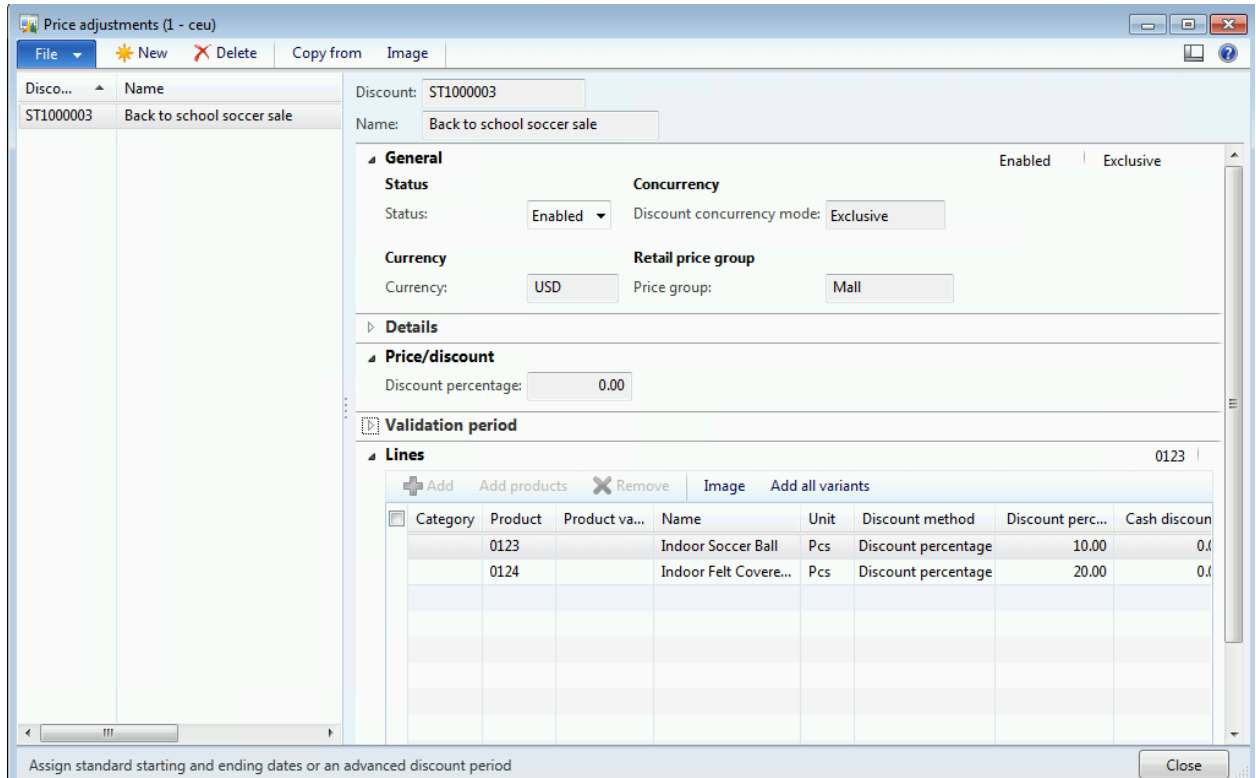 Price adjustments (1 - ceu)
File New Delete Copy from Image
Disco... Name
ST1000003 Back to school soccer sale
Discount: ST1000003
Name: Back to school soccer sale
General Enabled Exclusive
Status Concurrency
Status: Enabled Discount concurrency mode: Exclusive
Currency Retail price group
Currency: USD Price group: Mall
Details
Price/discount
Discount percentage: 0.00
Validation period
Lines 0123
Add Add products Remove Image Add all variants
Category Product Product va... Name Unit Discount method Discount perc... Cash discoun
0123 Indoor Soccer Ball Pcs Discount percentage 10.00 0.0
0124 Indoor Felt Covere... Pcs Discount percentage 20.00 0.0
Assign standard starting and ending dates or an advanced discount period Close